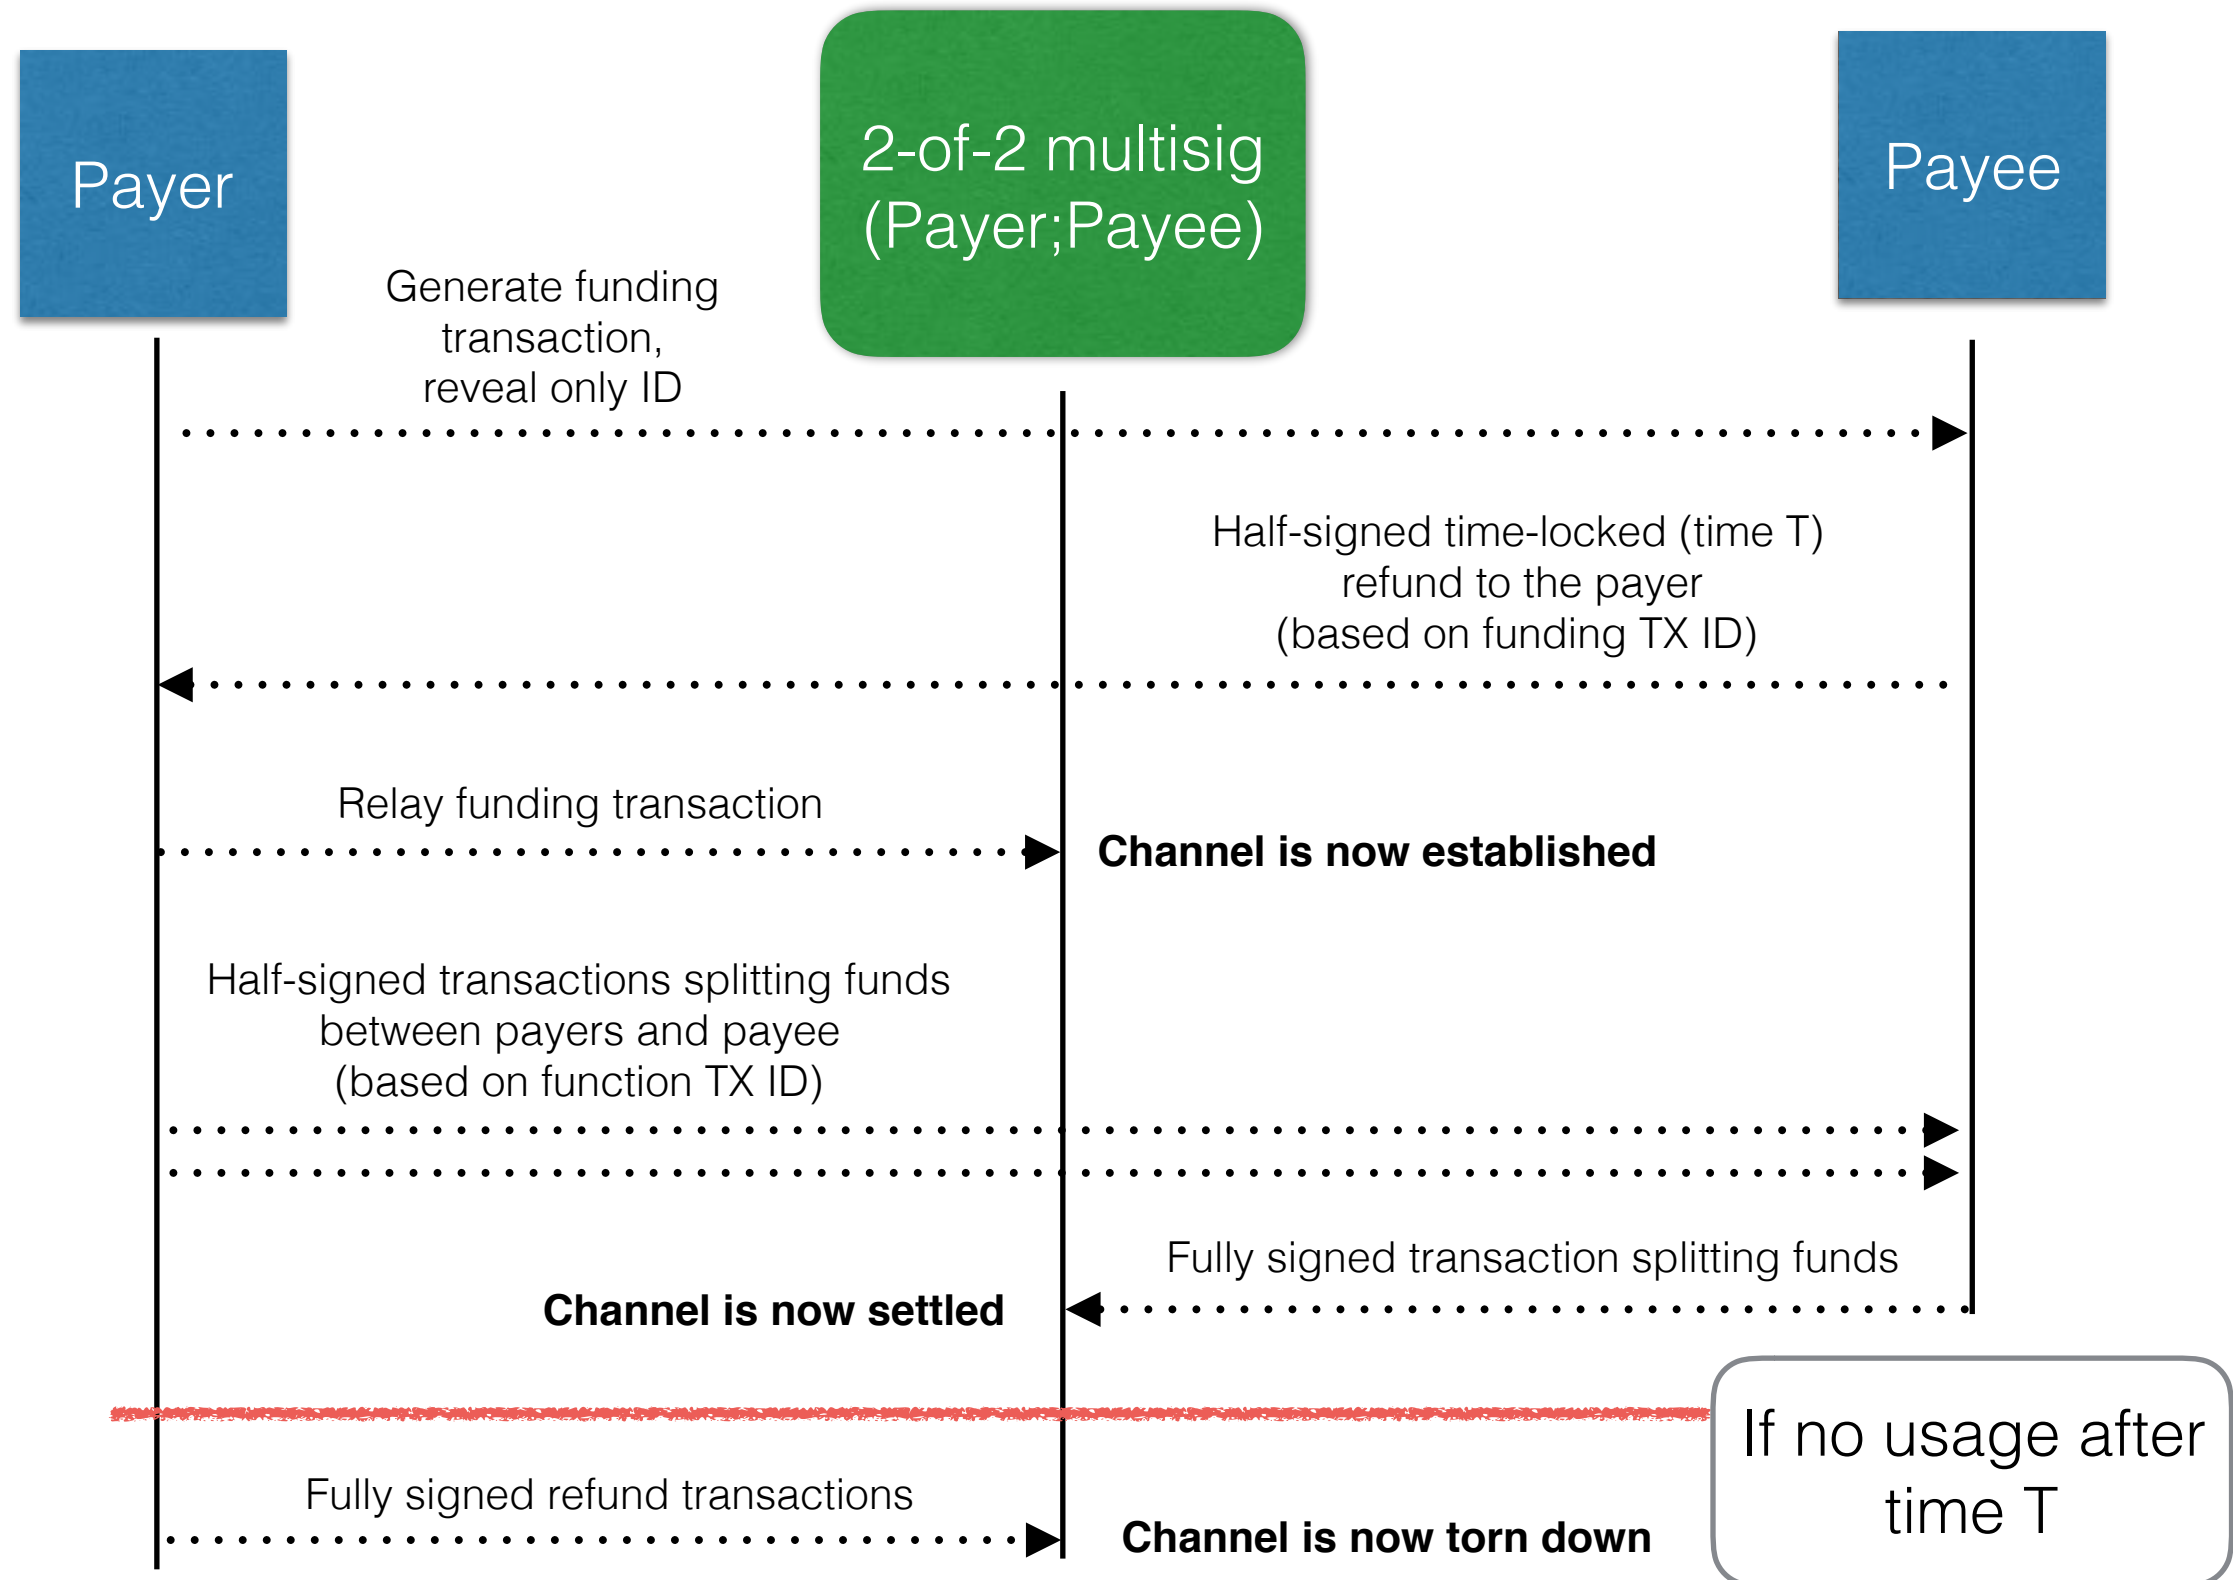 Payer
2-of-2 multisig
(Payer;Payee)
Payee
Generate funding
transaction,
reveal only ID
Half-signed time-locked (time T)
refund to the payer
(based on funding TX ID)
Relay funding transaction
Channel is now established
Half-signed transactions splitting funds
between payers and payee
(based on function TX ID)
Fully signed transaction splitting funds
Channel is now settled
If no usage after
time T
Fully signed refund transactions
Channel is now torn down